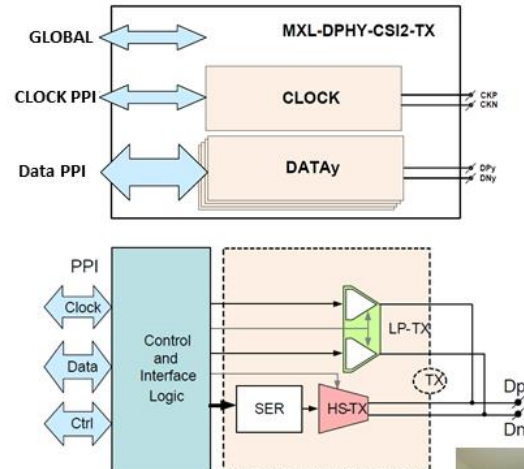 GLOBAL
MXL-DPHY-CSI2-TX
CLOCK PPI
CLOCK
CKP
CKN
Data PPI
DATAy
DPy
DNy
PPI
Clock
Data
Ctrl
Control
and
Interface
Logic
LP-TX
TX
SER
HS-TX
Dp
Dn